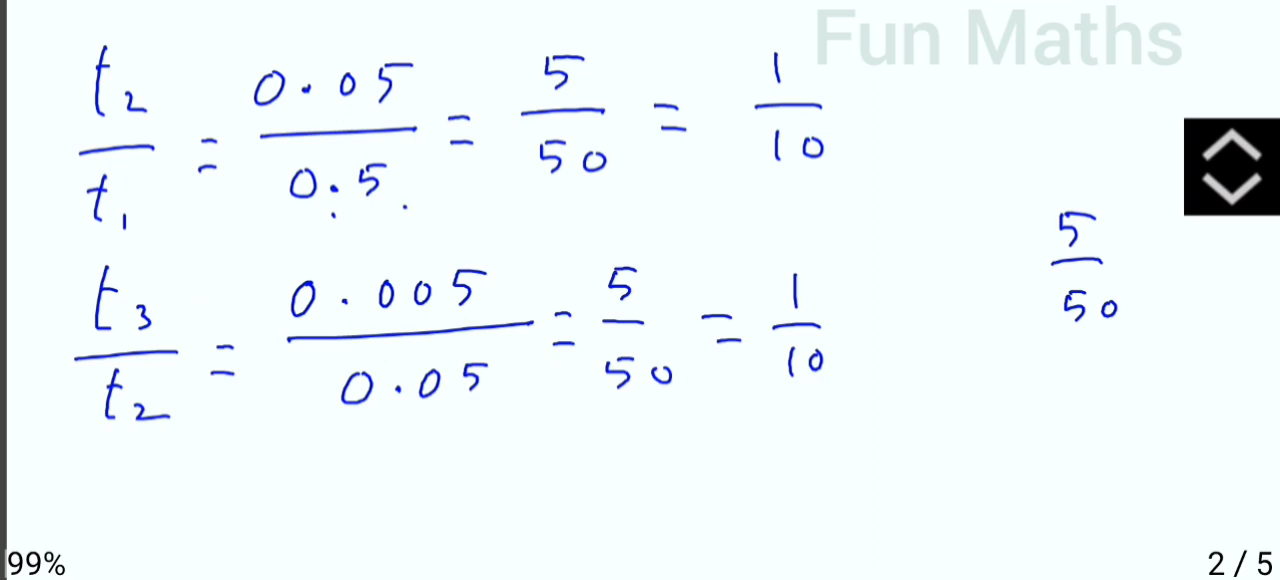 Fun Maths
t₂/t₁ = 0.05/0.5 = 5/50 = 1/10
5/50
t₃/t₂ = 0.005/0.05 = 5/50 = 1/10
99%
2 / 5